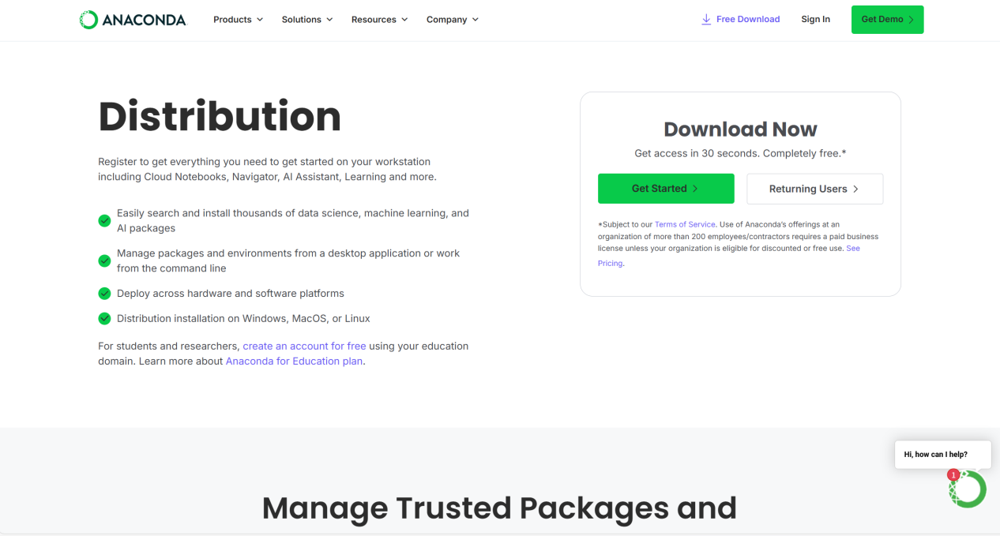 ANACONDA
Products
Solutions
Resources
Company
Free Download
Sign In
Get Demo
Distribution
Register to get everything you need to get started on your workstation
including Cloud Notebooks, Navigator, AI Assistant, Learning and more.
Easily search and install thousands of data science, machine learning, and
AI packages
Manage packages and environments from a desktop application or work
from the command line
Deploy across hardware and software platforms
Distribution installation on Windows, MacOS, or Linux
For students and researchers, create an account for free using your education
domain. Learn more about Anaconda for Education plan.
Download Now
Get access in 30 seconds. Completely free.*
Get Started
Returning Users
*Subject to our Terms of Service. Use of Anaconda's offerings at an
organization of more than 200 employees/contractors requires a paid business
license unless your organization is eligible for discounted or free use. See
Pricing.
Hi, how can I help?
1
Manage Trusted Packages and